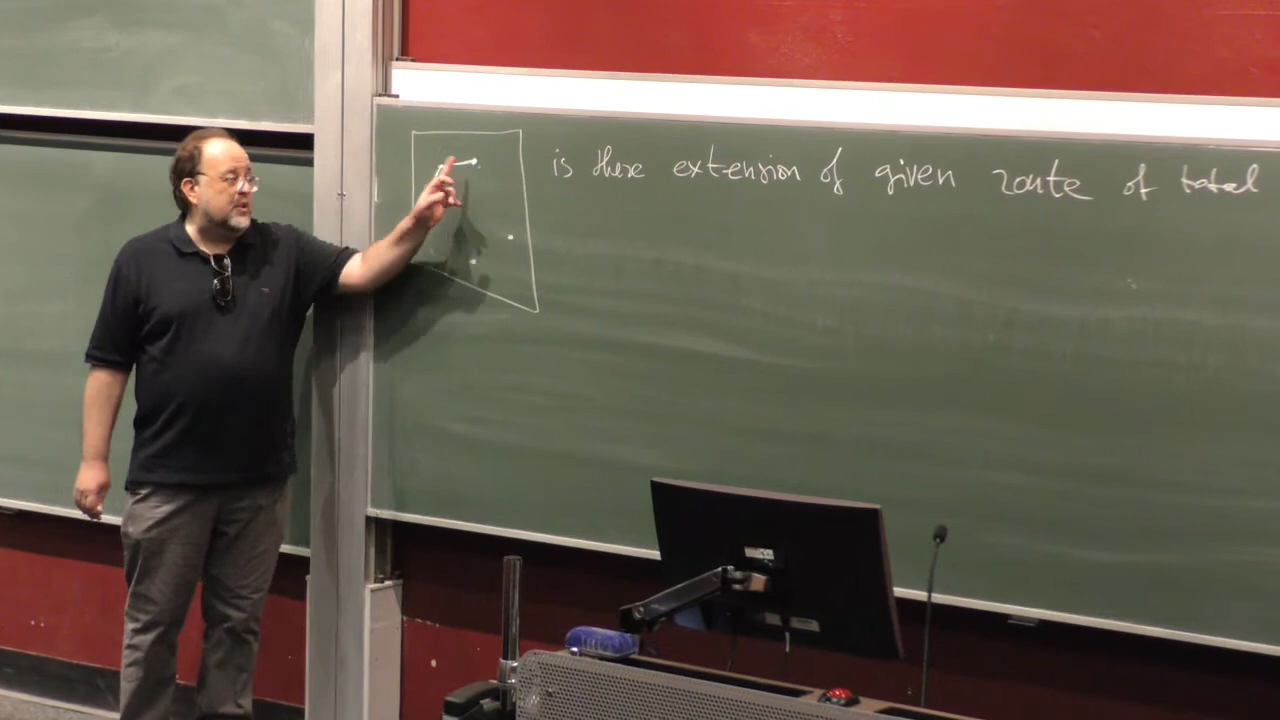 is there extension of given route of total